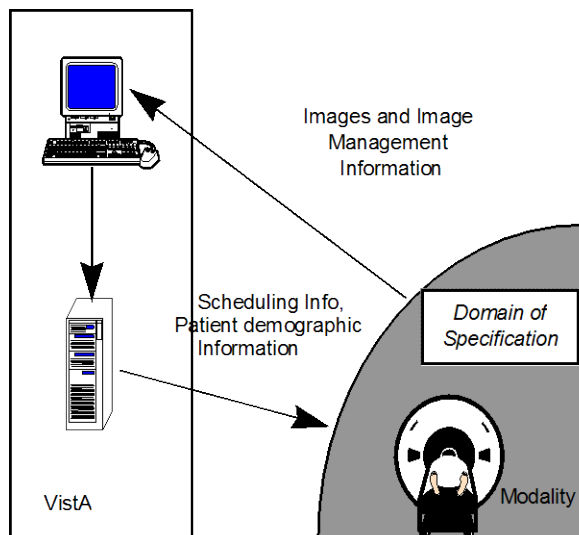 Images and Image
Management
Information
Scheduling Info,
Patient demographic
Information
Domain of
Specification
Modality
VistA